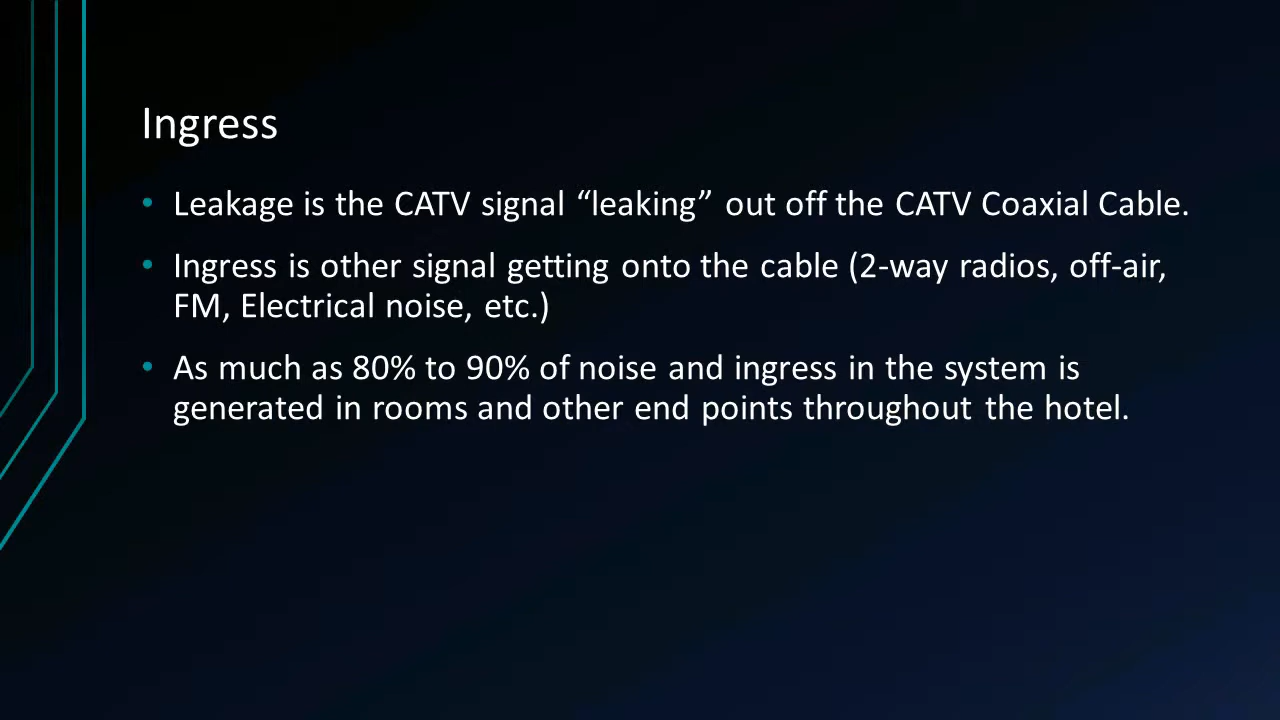 Ingress
• Leakage is the CATV signal “leaking” out off the CATV Coaxial Cable.
• Ingress is other signal getting onto the cable (2-way radios, off-air,
FM, Electrical noise, etc.)
• As much as 80% to 90% of noise and ingress in the system is
generated in rooms and other end points throughout the hotel.